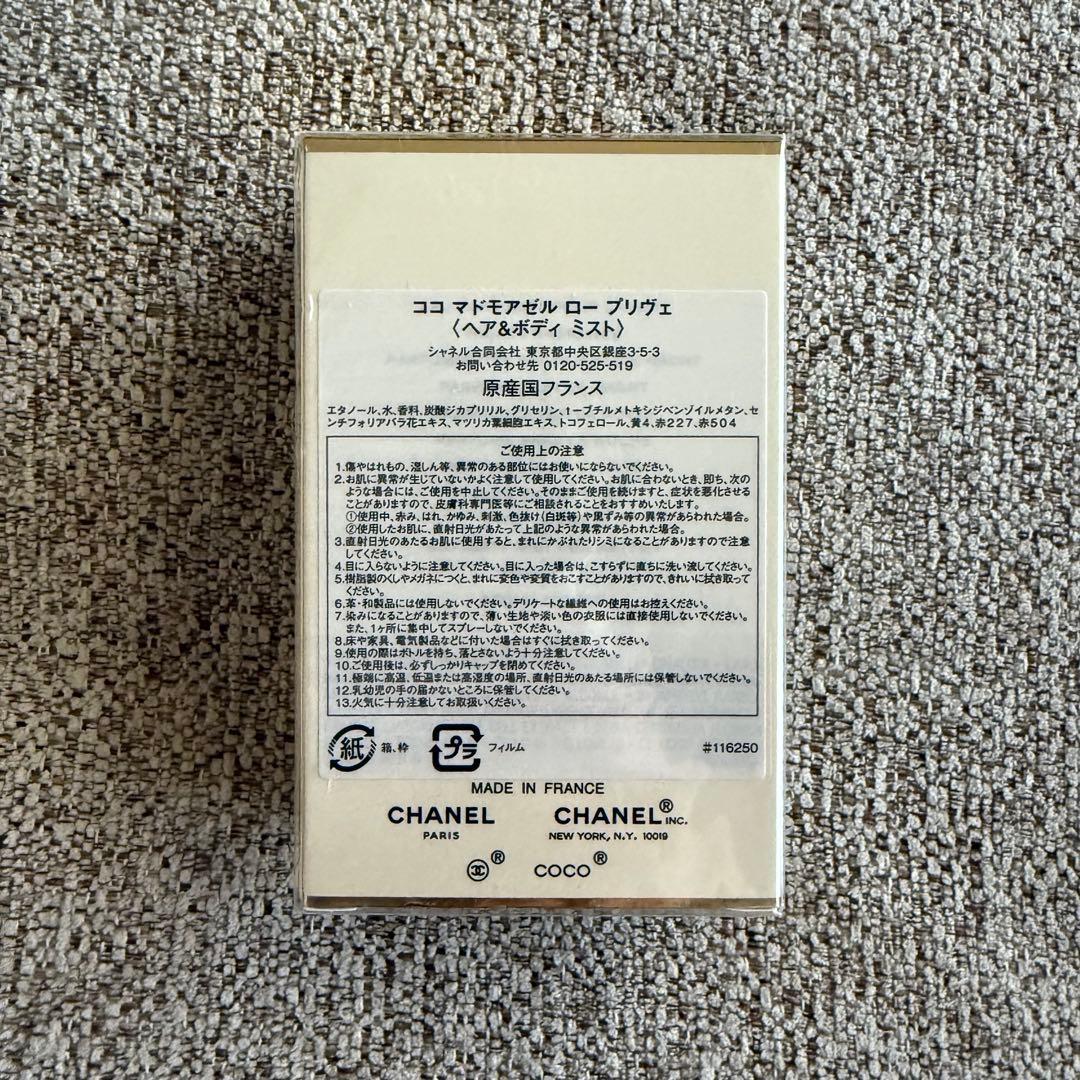 ココ マドモアゼル ロー プリヴェ
〈ヘア&ボディ ミスト〉
シャネル合同会社 東京都中央区銀座3-5-3
お問い合わせ先 0120-525-519
原産国フランス
エタノール、水、香料、炭酸ジカプリリル、グリセリン、t-ブチルメトキシジベンゾイルメタン、セ
ンチフォリアバラ花エキス、マツリカ葉細胞エキス、トコフェロール、黄4、赤227、赤504
ご使用上の注意
1.傷やはれもの、湿しん等、異常のある部位にはお使いにならないでください。
2.お肌に異常が生じていないかよく注意して使用してください。お肌に合わないとき、即ち、次の
ような場合には、ご使用を中止してください。そのままご使用を続けますと、症状を悪化させる
ことがありますので、皮膚科専門医等にご相談されることをおすすめいたします。
①使用中、赤み、はれ、かゆみ、刺激、色抜け(白斑等)や黒ずみ等の異常があらわれた場合。
②使用したお肌に、直射日光があたって上記のような異常があらわれた場合。
3.直射日光のあたるお肌に使用すると、まれにかぶれたりシミになることがありますので注意
してください。
4.目に入らないように注意してください。目に入った場合は、こすらずに直ちに洗い流してください。
5.樹脂製のくしやメガネにつくと、まれに変色や変質をおこすことがありますので、きれいに拭き取って
ください。
6.革・和製品には使用しないでください。デリケートな繊維への使用はお控えください。
7.染みになることがありますので、薄い生地や淡い色の衣服には直接使用しないでください。
また、1ヶ所に集中してスプレーしないでください。
8.床や家具、電気製品などに付いた場合はすぐに拭き取ってください。
9.使用の際はボトルを持ち、落とさないよう十分注意してください。
10.ご使用後は、必ずしっかりキャップを閉めてください。
11.極端に高温、低温または高湿度の場所、直射日光のあたる場所には保管しないでください。
12.乳幼児の手の届かないところに保管してください。
13.火気に十分注意してお取扱いください。
紙 箱、枠 プラ フィルム #116250
MADE IN FRANCE
CHANEL CHANEL® INC.
PARIS NEW YORK, N.Y. 10019
® COCO®